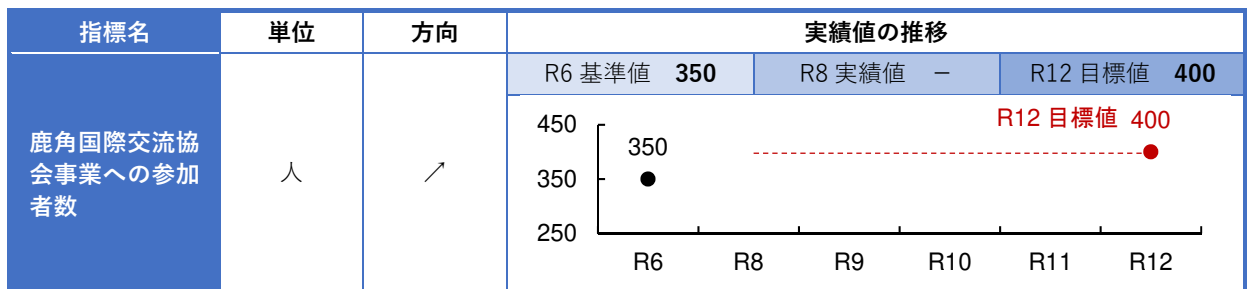 指標名 単位 方向 実績値の推移
R6 基準値 350 R8 実績値 － R12 目標値 400
鹿角国際交流協
会事業への参加
者数
人
↗
R12 目標値 400
450
350
350
250
R6 R8 R9 R10 R11 R12